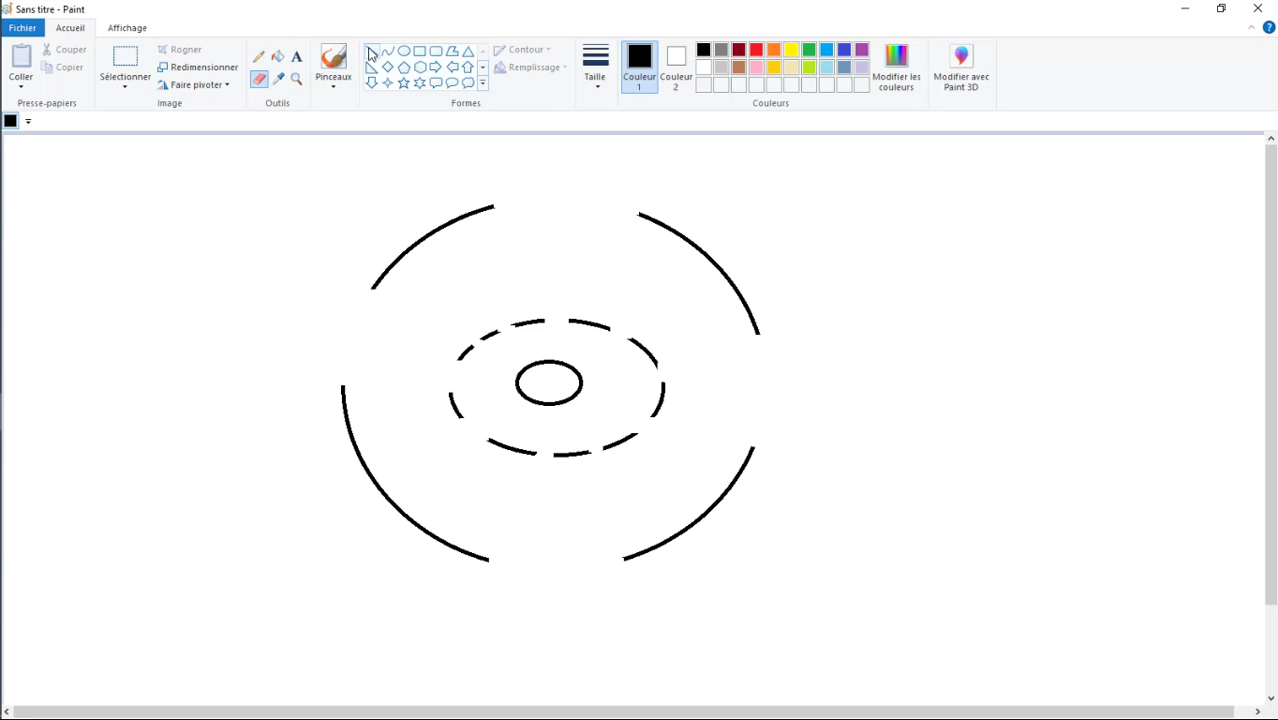 Sans titre - Paint
Fichier Accueil Affichage
Coller
Couper
Copier
Presse-papiers
Sélectionner
Rogner
Redimensionner
Faire pivoter
Image
A
Outils
Pinceaux
Contour
Remplissage
Formes
Taille
Couleur 1
Couleur 2
Modifier les couleurs
Couleurs
Modifier avec Paint 3D